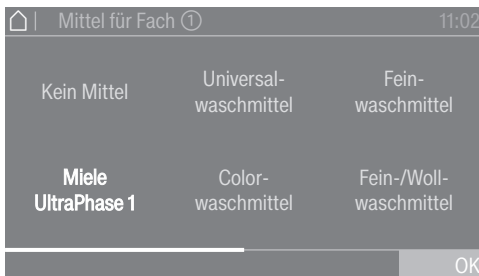 Mittel für Fach ① 11:02
Kein Mittel
Universal-
waschmittel
Fein-
waschmittel
Miele
UltraPhase 1
Color-
waschmittel
Fein-/Woll-
waschmittel
OK